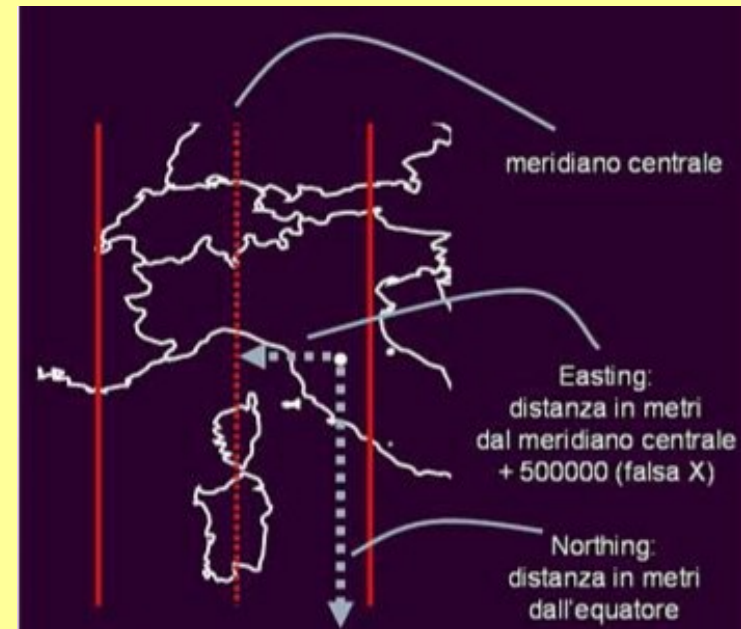 meridiano centrale
Easting:
distanza in metri
dal meridiano centrale
+ 500000 (falsa X)
Northing:
distanza in metri
dall'equatore